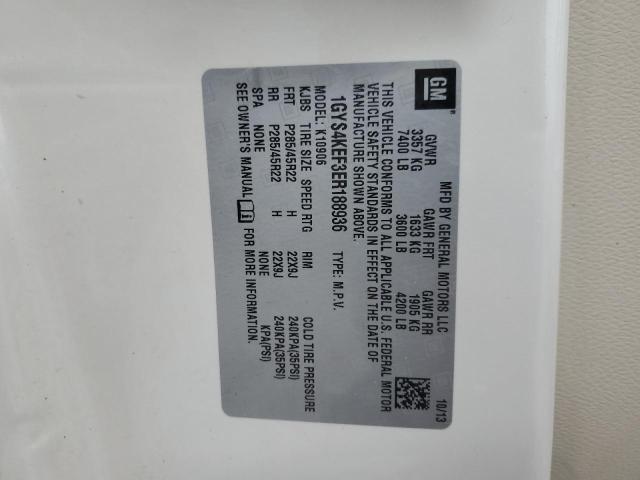 GM
MFD BY GENERAL MOTORS LLC 10/13
GVWR GAWR FRT GAWR RR
3357 KG 1633 KG 1905 KG
7400 LB 3600 LB 4200 LB
THIS VEHICLE CONFORMS TO ALL APPLICABLE U.S. FEDERAL MOTOR
VEHICLE SAFETY STANDARDS IN EFFECT ON THE DATE OF
MANUFACTURE SHOWN ABOVE.
1GYS4KEF3ER188936 TYPE: M.P.V.
MODEL: K10906
KJBS TIRE SIZE SPEED RTG RIM COLD TIRE PRESSURE
FRT P285/45R22 H 22X9J 240KPA(35PSI)
RR P285/45R22 H 22X9J 240KPA(35PSI)
SPA NONE NONE KPA(PSI)
SEE OWNER'S MANUAL FOR MORE INFORMATION.